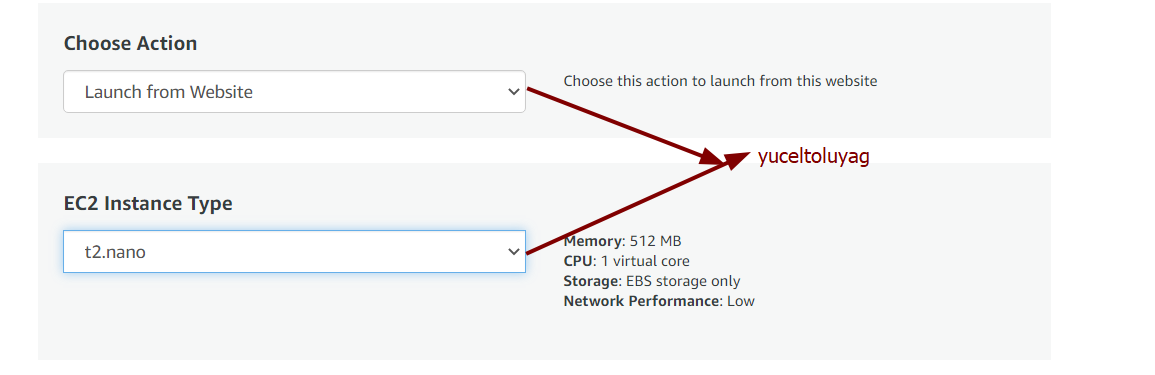 Choose Action
Launch from Website
Choose this action to launch from this website
yuceltoluyag
EC2 Instance Type
t2.nano
Memory: 512 MB
CPU: 1 virtual core
Storage: EBS storage only
Network Performance: Low